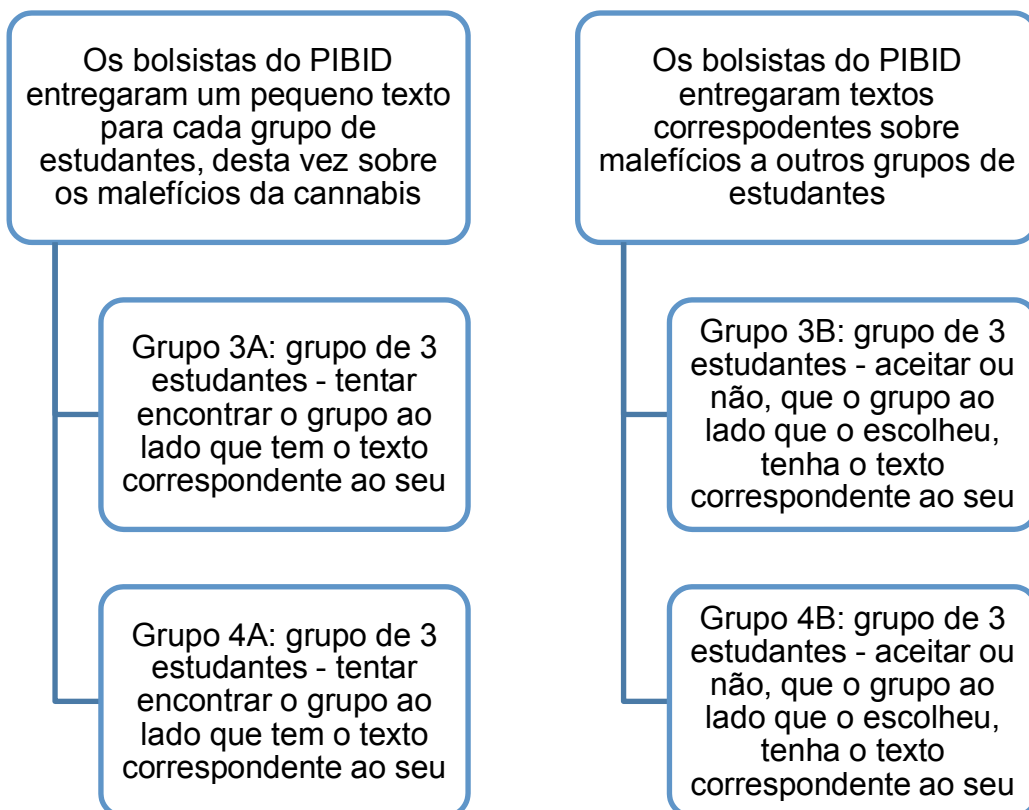 Os bolsistas do PIBID
entregaram um pequeno texto
para cada grupo de
estudantes, desta vez sobre
os malefícios da cannabis
Grupo 3A: grupo de 3
estudantes - tentar
encontrar o grupo ao
lado que tem o texto
correspondente ao seu
Grupo 4A: grupo de 3
estudantes - tentar
encontrar o grupo ao
lado que tem o texto
correspondente ao seu
Os bolsistas do PIBID
entregaram textos
correspodentes sobre
malefícios a outros grupos de
estudantes
Grupo 3B: grupo de 3
estudantes - aceitar ou
não, que o grupo ao
lado que o escolheu,
tenha o texto
correspondente ao seu
Grupo 4B: grupo de 3
estudantes - aceitar ou
não, que o grupo ao
lado que o escolheu,
tenha o texto
correspondente ao seu